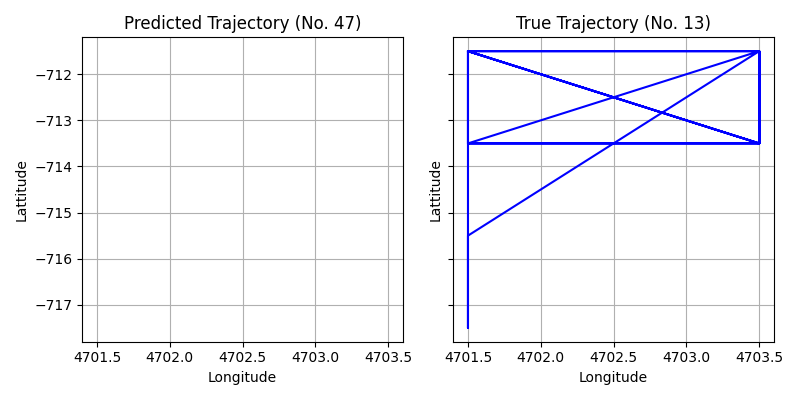 Predicted Trajectory (No. 47)
−712
−713
−714
−715
−716
−717
Lattitude
4701.5 4702.0 4702.5 4703.0 4703.5
Longitude
True Trajectory (No. 13)
Lattitude
4701.5 4702.0 4702.5 4703.0 4703.5
Longitude